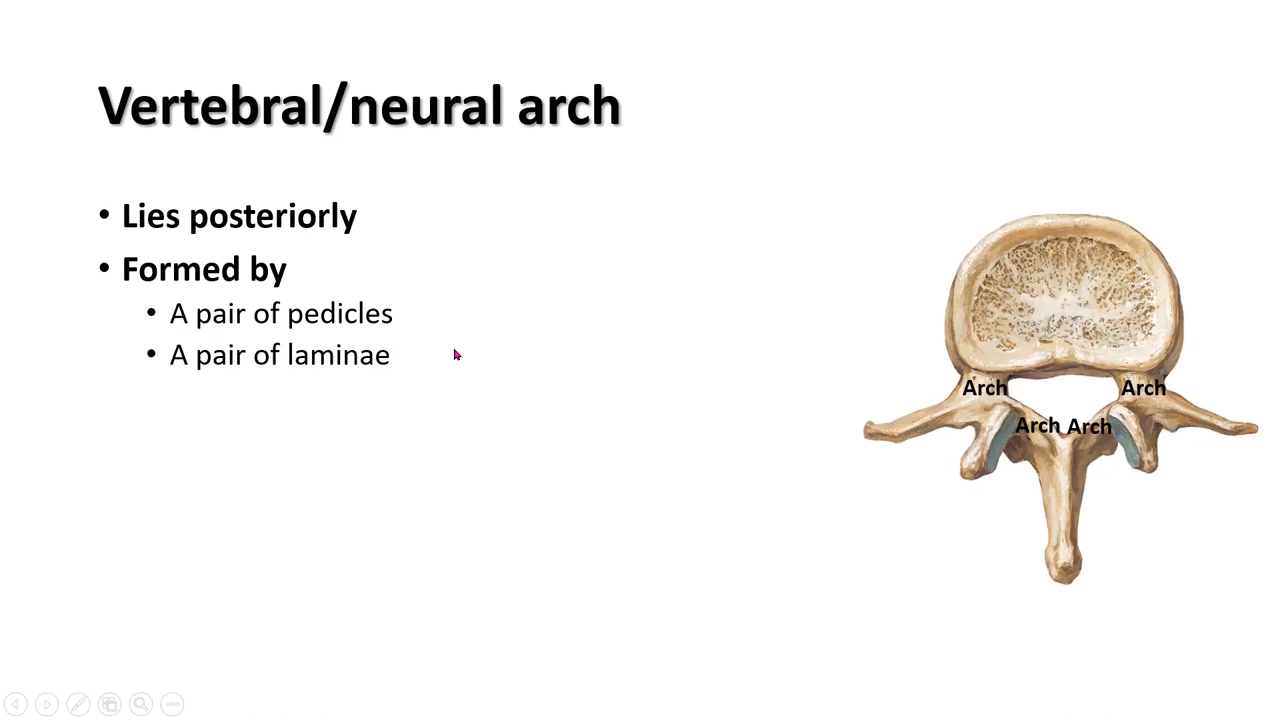 Vertebral/neural arch
• Lies posteriorly
• Formed by
• A pair of pedicles
• A pair of laminae
Arch Arch
Arch Arch